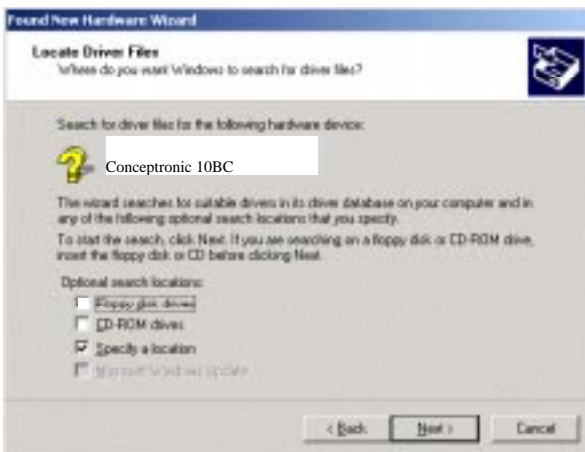 Found New Hardware Wizard
Locate Driver Files
Where do you want Windows to search for driver files?
Search for driver files for the following hardware device:
Conceptronic 10BC
The wizard searches for suitable drivers in its driver database on your computer and in
any of the following optional search locations that you specify.
To start the search, click Next. If you are searching on a floppy disk or CD-ROM drive,
insert the floppy disk or CD before clicking Next.
Optional search locations:
Floppy disk drives
CD-ROM drives
Specify a location
Microsoft Windows Update
< Back Next > Cancel